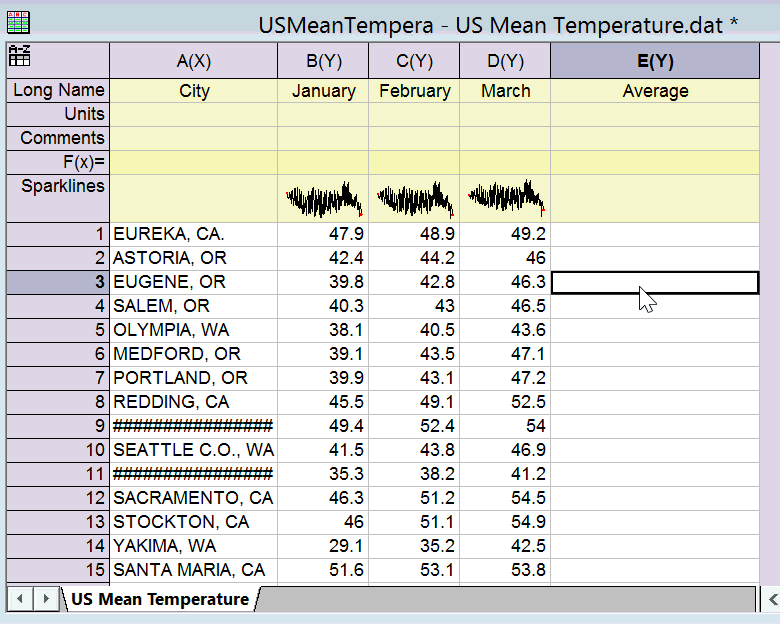 USMeanTempera - US Mean Temperature.dat *
A-Z A(X) B(Y) C(Y) D(Y) E(Y)
Long Name City January February March Average
Units
Comments
F(x)=
Sparklines
1 EUREKA, CA. 47.9 48.9 49.2
2 ASTORIA, OR 42.4 44.2 46
3 EUGENE, OR 39.8 42.8 46.3
4 SALEM, OR 40.3 43 46.5
5 OLYMPIA, WA 38.1 40.5 43.6
6 MEDFORD, OR 39.1 43.5 47.1
7 PORTLAND, OR 39.9 43.1 47.2
8 REDDING, CA 45.5 49.1 52.5
9 ################ 49.4 52.4 54
10 SEATTLE C.O., WA 41.5 43.8 46.9
11 ################ 35.3 38.2 41.2
12 SACRAMENTO, CA 46.3 51.2 54.5
13 STOCKTON, CA 46 51.1 54.9
14 YAKIMA, WA 29.1 35.2 42.5
15 SANTA MARIA, CA 51.6 53.1 53.8
US Mean Temperature